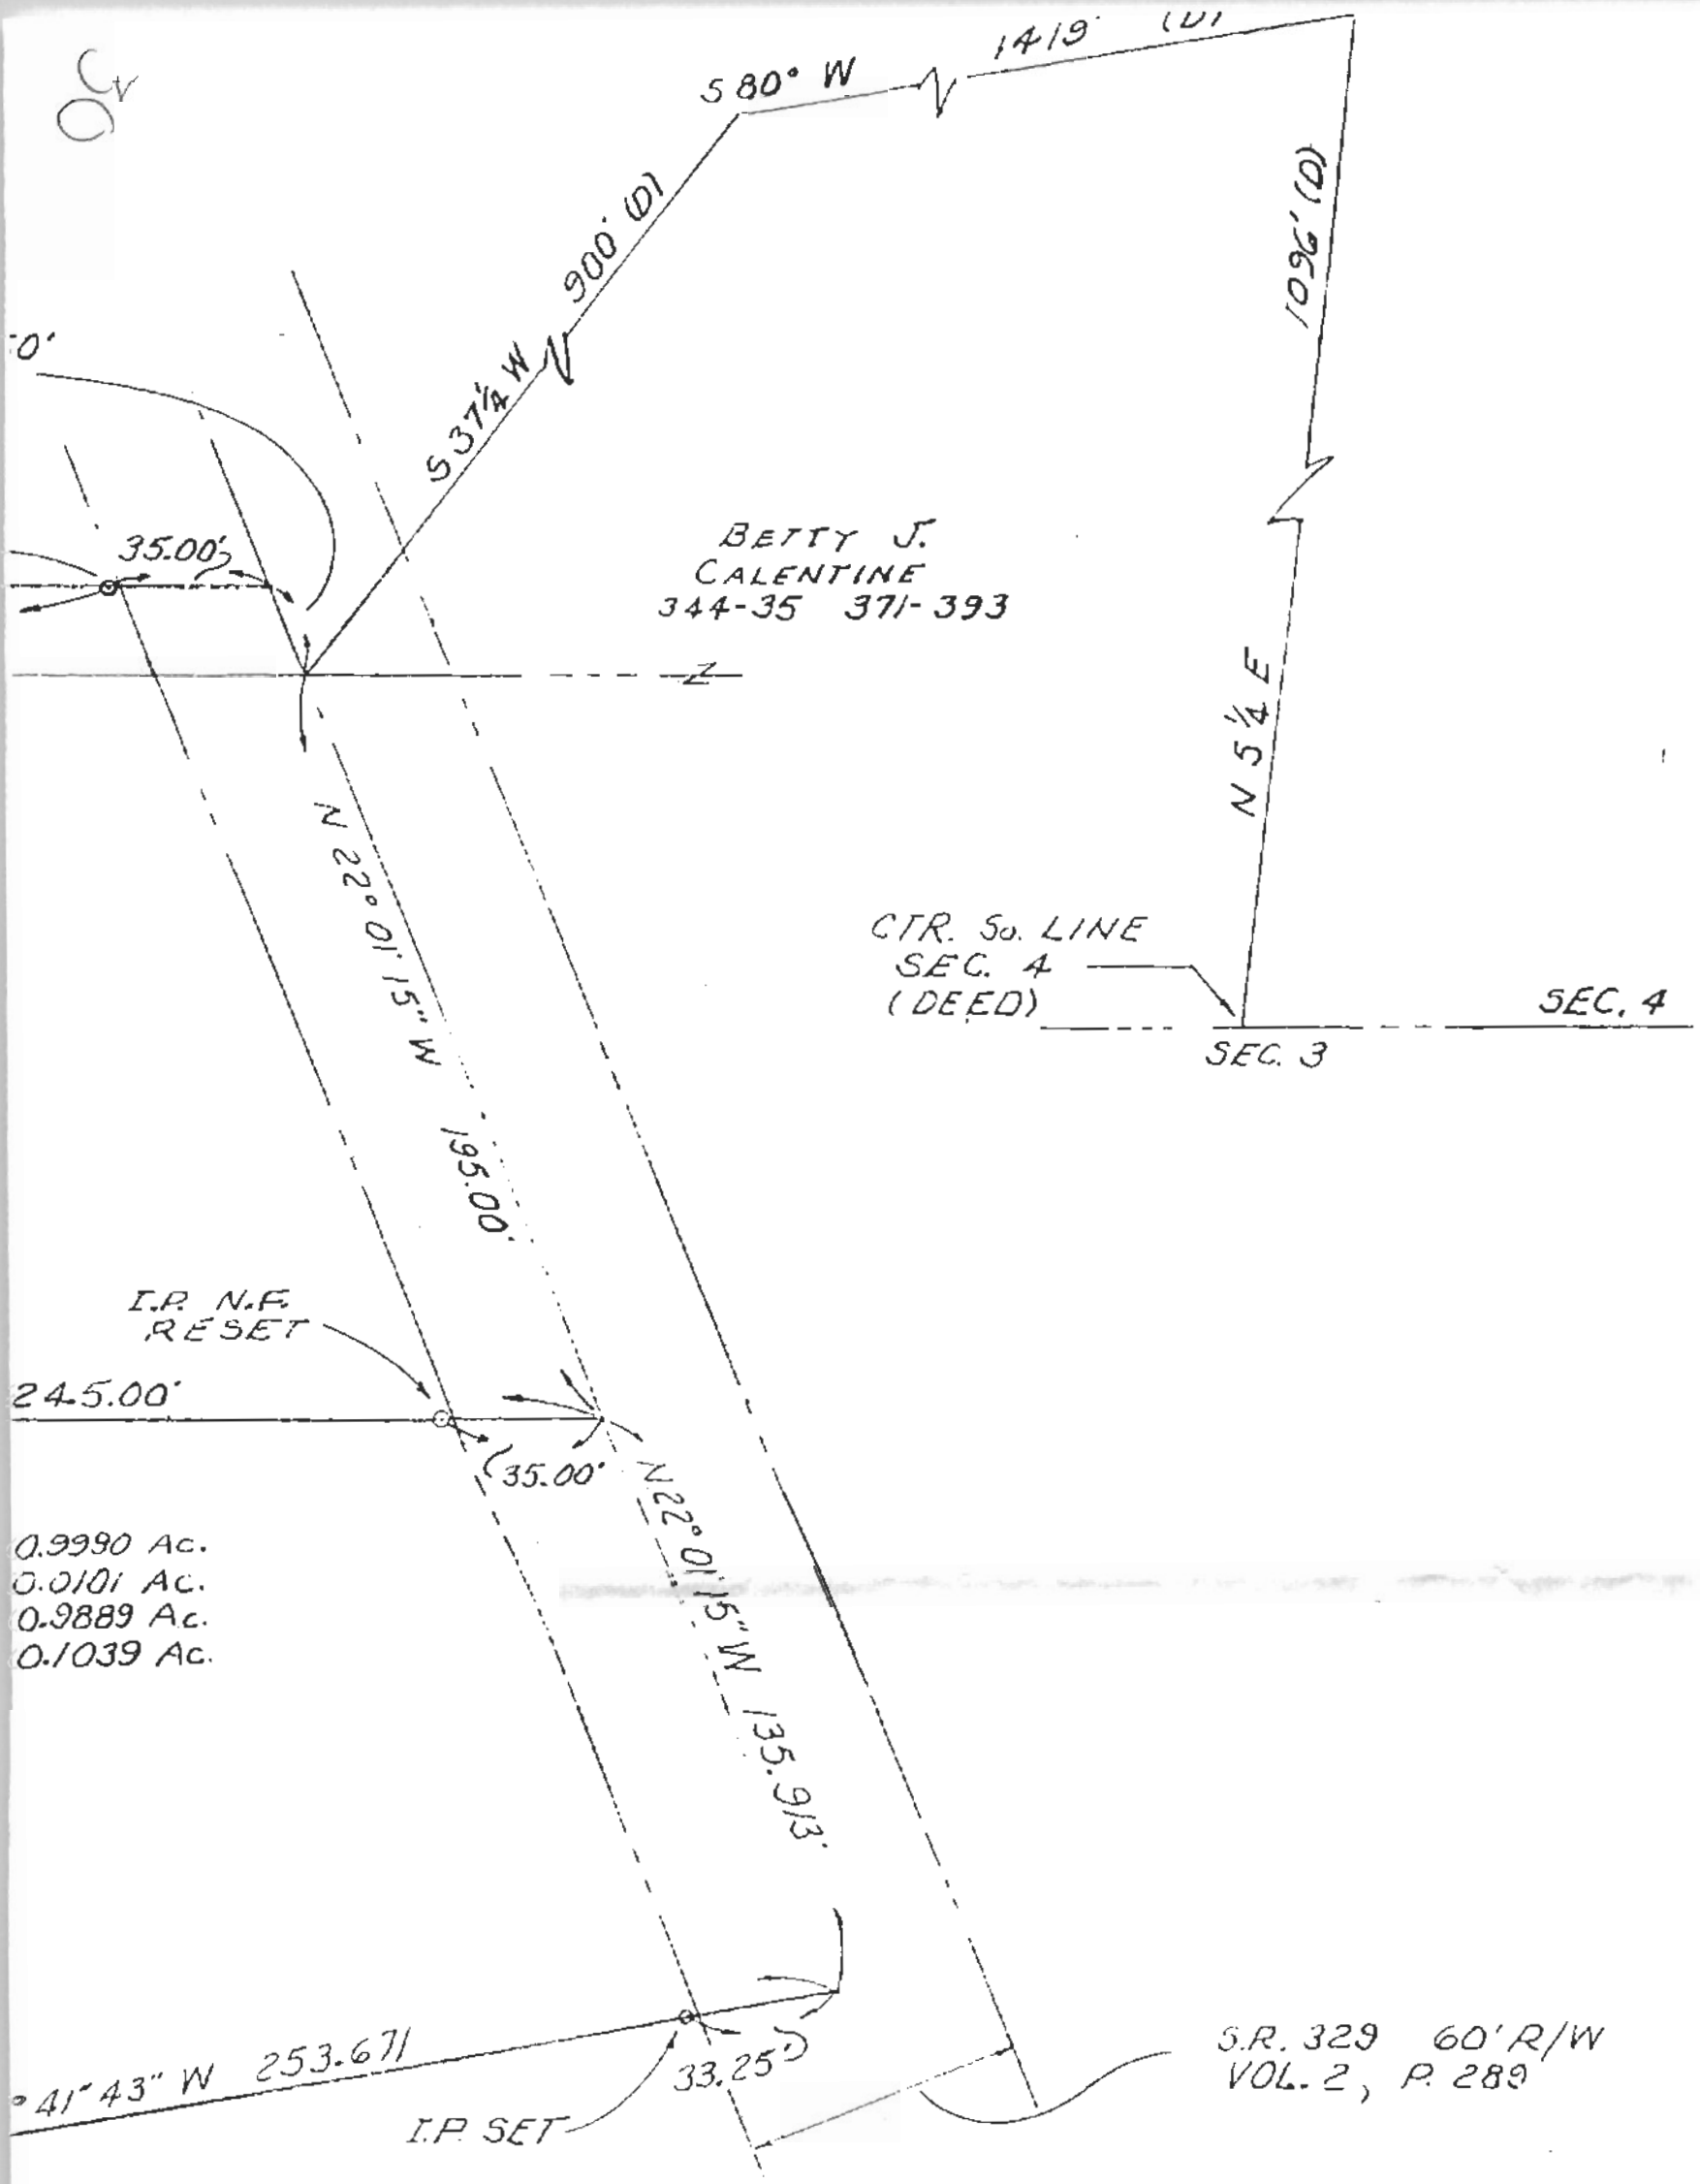 S 80° W 1419' (D)
1096' (D)
900' (D)
S 37¼ W
0'
35.00'
BETTY J.
CALENTINE
344-35 371-393
N 5¼ E
N 22° 01' 15" W 195.00'
CTR. So. LINE
SEC. 4
(DEED)
SEC. 4
SEC. 3
I.P. N.F.
RESET
245.00'
35.00'
N 22° 01' 15" W 135.913'
0.9990 Ac.
0.0101 Ac.
0.9889 Ac.
0.1039 Ac.
° 41' 43" W 253.671
33.25'
I.P. SET
S.R. 329 60' R/W
VOL. 2, P. 289